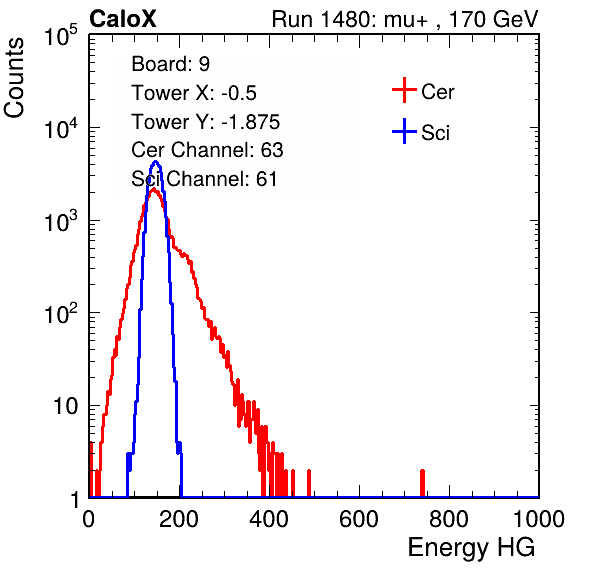 CaloX Run 1480: mu+ , 170 GeV
Board: 9
Tower X: -0.5
Tower Y: -1.875
Cer Channel: 63
Sci Channel: 61
Cer
Sci
Counts
10^5
10^4
10^3
10^2
10
1
0 200 400 600 800 1000
Energy HG